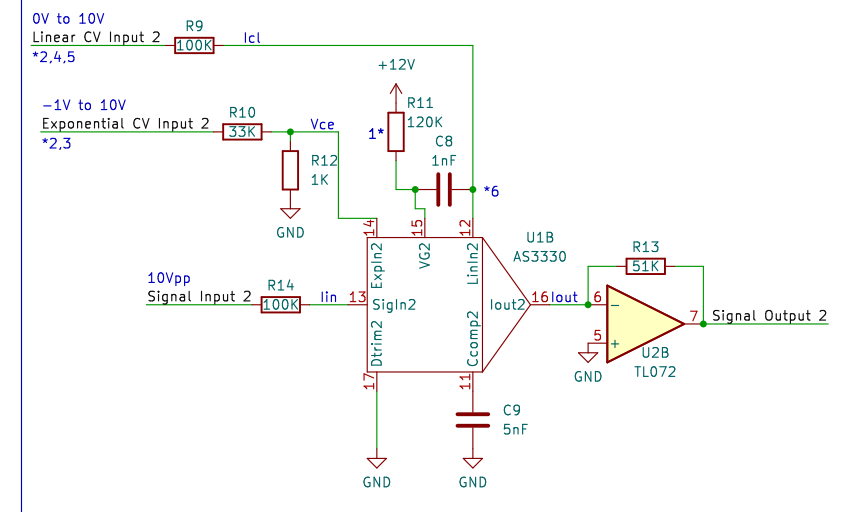 0V to 10V
Linear CV Input 2
*2,4,5
R9
100K
Icl
+12V
R11
120K
1*
C8
1nF
*6
-1V to 10V
Exponential CV Input 2
*2,3
R10
33K
Vce
R12
1K
GND
14
15
12
ExpIn2
VG2
LinIn2
U1B
AS3330
10Vpp
Signal Input 2
R14
100K
Iin
13
SigIn2
Iout2
16
Iout
Dtrim2
Ccomp2
17
11
R13
51K
6
-
5
+
7
Signal Output 2
U2B
TL072
GND
C9
5nF
GND
GND